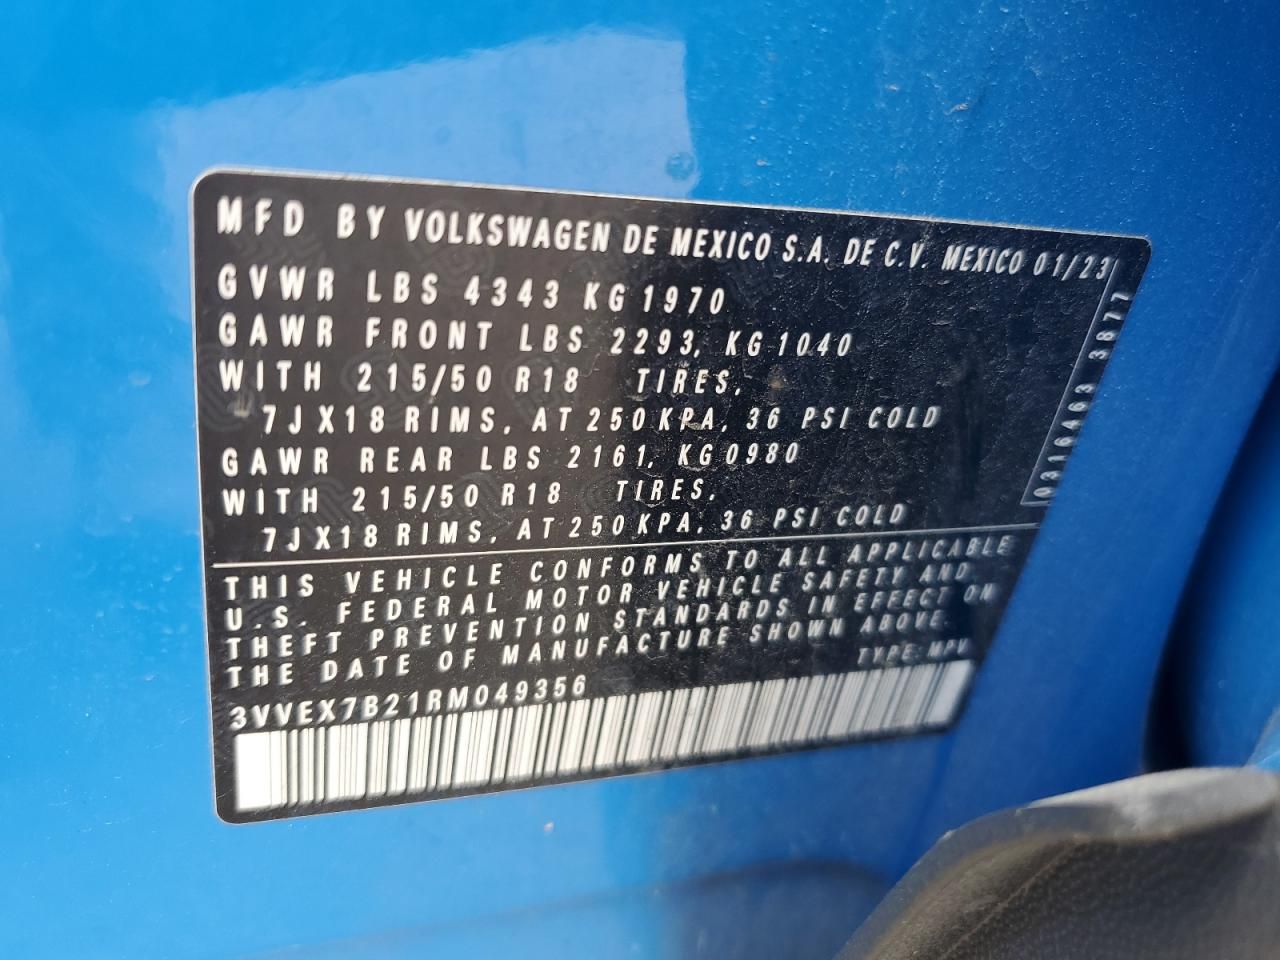 MFD BY VOLKSWAGEN DE MEXICO S.A. DE C.V. MEXICO 01/23
GVWR LBS 4343 KG 1970
GAWR FRONT LBS 2293, KG 1040
WITH 215/50 R18 TIRES,
7JX18 RIMS, AT 250 KPA, 36 PSI COLD
GAWR REAR LBS 2161, KG0980
WITH 215/50 R18 TIRES,
7JX18 RIMS, AT 250 KPA, 36 PSI COLD
THIS VEHICLE CONFORMS TO ALL APPLICABLE
U.S. FEDERAL MOTOR VEHICLE SAFETY AND
THEFT PREVENTION STANDARDS IN EFFECT ON
THE DATE OF MANUFACTURE SHOWN ABOVE.
TYPE: MPV
3VVEX7B21RM049356